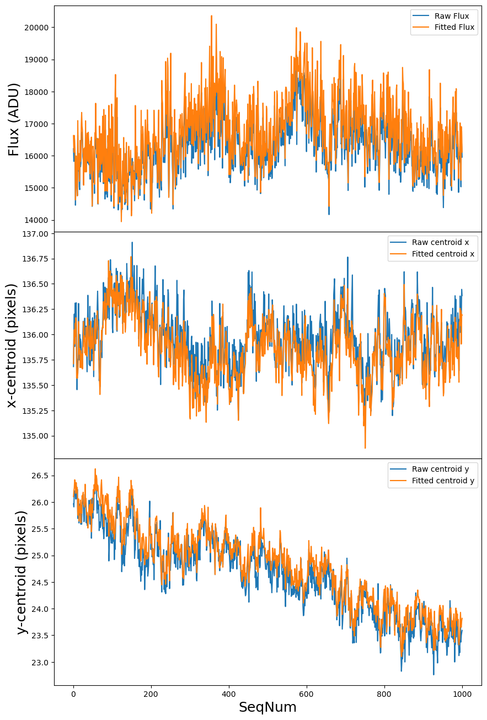 Raw Flux
Fitted Flux
20000
19000
18000
17000
16000
15000
14000
Flux (ADU)
Raw centroid x
Fitted centroid x
137.00
136.75
136.50
136.25
136.00
135.75
135.50
135.25
135.00
x-centroid (pixels)
Raw centroid y
Fitted centroid y
26.5
26.0
25.5
25.0
24.5
24.0
23.5
23.0
y-centroid (pixels)
0 200 400 600 800 1000
SeqNum